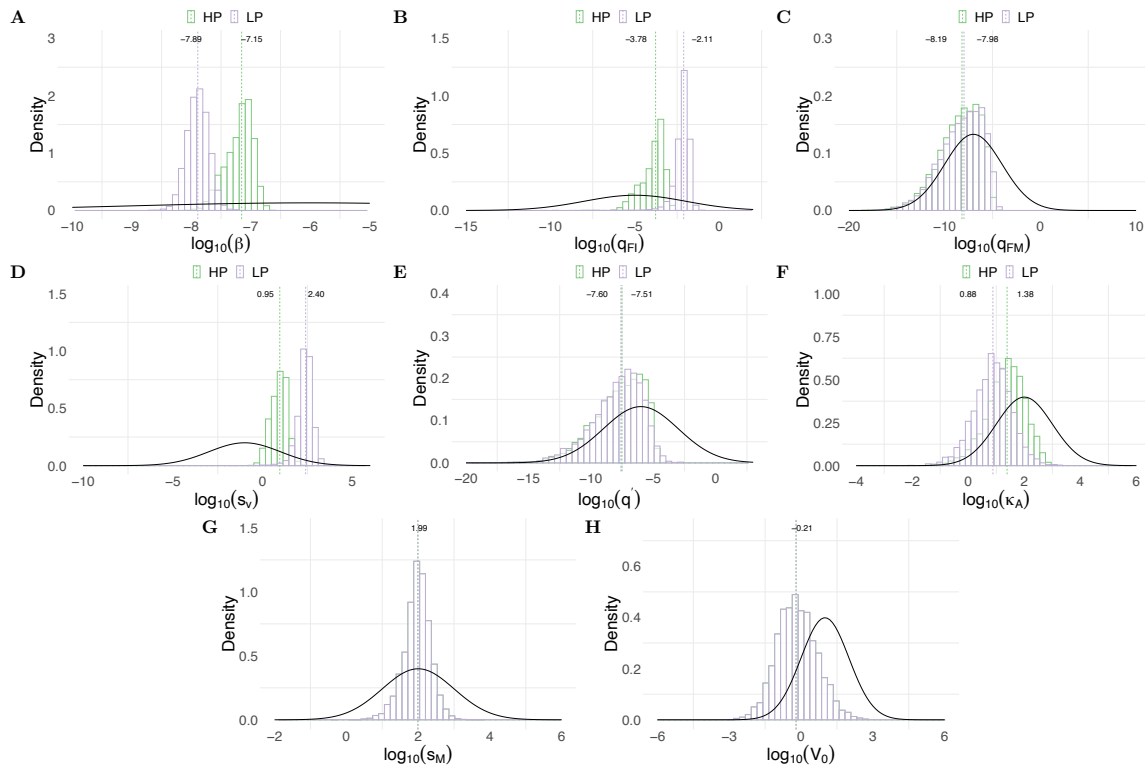 A
HP LP
−7.89 −7.15
3
2
1
0
Density
−10 −9 −8 −7 −6 −5
log10(β)
B
HP LP
−3.78 −2.11
1.5
1.0
0.5
0.0
Density
−15 −10 −5 0
log10(qFI)
C
HP LP
−8.19 −7.98
0.3
0.2
0.1
0.0
Density
−20 −10 0 10
log10(qFM)
D
HP LP
0.95 2.40
1.5
1.0
0.5
0.0
Density
−10 −5 0 5
log10(sv)
E
HP LP
−7.60 −7.51
0.4
0.3
0.2
0.1
0.0
Density
−20 −15 −10 −5 0
log10(q′)
F
HP LP
0.88 1.38
1.00
0.75
0.50
0.25
0.00
Density
−4 −2 0 2 4 6
log10(κA)
G
1.99
1.5
1.0
0.5
0.0
Density
−2 0 2 4 6
log10(sM)
H
−0.21
0.6
0.4
0.2
0.0
Density
−6 −3 0 3 6
log10(V0)